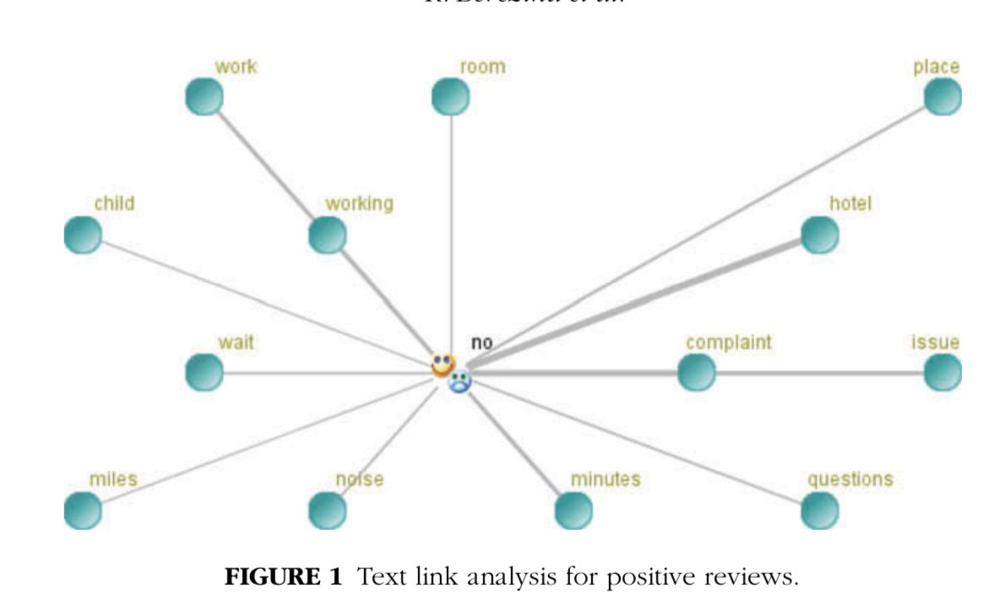 work room place
child working hotel
no
wait complaint issue
miles noise minutes questions
FIGURE 1 Text link analysis for positive reviews.